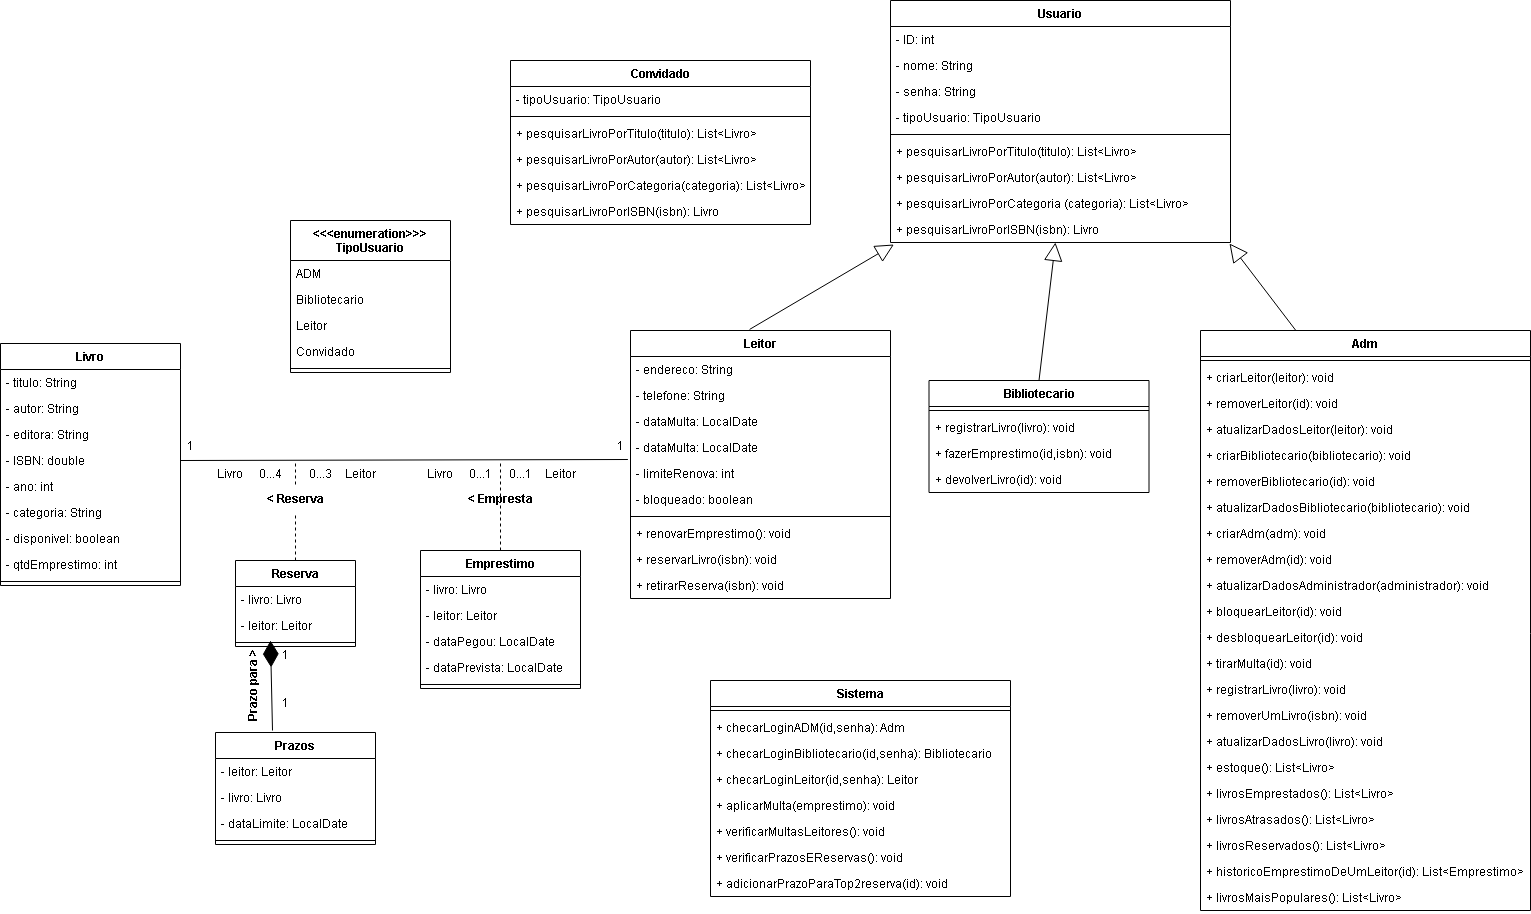 Usuario
- ID: int
- nome: String
- senha: String
- tipoUsuario: TipoUsuario
+ pesquisarLivroPorTitulo(titulo): List<Livro>
+ pesquisarLivroPorAutor(autor): List<Livro>
+ pesquisarLivroPorCategoria (categoria): List<Livro>
+ pesquisarLivroPorISBN(isbn): Livro
Convidado
- tipoUsuario: TipoUsuario
+ pesquisarLivroPorTitulo(titulo): List<Livro>
+ pesquisarLivroPorAutor(autor): List<Livro>
+ pesquisarLivroPorCategoria(categoria): List<Livro>
+ pesquisarLivroPorISBN(isbn): Livro
<<<enumeration>>>
TipoUsuario
ADM
Bibliotecario
Leitor
Convidado
Livro
- titulo: String
- autor: String
- editora: String
- ISBN: double
- ano: int
- categoria: String
- disponivel: boolean
- qtdEmprestimo: int
1
1
Livro 0...4 0...3 Leitor
< Reserva
Livro 0...1 0...1 Leitor
< Empresta
Leitor
- endereco: String
- telefone: String
- dataMulta: LocalDate
- dataMulta: LocalDate
- limiteRenova: int
- bloqueado: boolean
+ renovarEmprestimo(): void
+ reservarLivro(isbn): void
+ retirarReserva(isbn): void
Bibliotecario
+ registrarLivro(livro): void
+ fazerEmprestimo(id,isbn): void
+ devolverLivro(id): void
Adm
+ criarLeitor(leitor): void
+ removerLeitor(id): void
+ atualizarDadosLeitor(leitor): void
+ criarBibliotecario(bibliotecario): void
+ removerBibliotecario(id): void
+ atualizarDadosBibliotecario(bibliotecario): void
+ criarAdm(adm): void
+ removerAdm(id): void
+ atualizarDadosAdministrador(administrador): void
+ bloquearLeitor(id): void
+ desbloquearLeitor(id): void
+ tirarMulta(id): void
+ registrarLivro(livro): void
+ removerUmLivro(isbn): void
+ atualizarDadosLivro(livro): void
+ estoque(): List<Livro>
+ livrosEmprestados(): List<Livro>
+ livrosAtrasados(): List<Livro>
+ livrosReservados(): List<Livro>
+ historicoEmprestimoDeUmLeitor(id): List<Emprestimo>
+ livrosMaisPopulares(): List<Livro>
Reserva
- livro: Livro
- leitor: Leitor
Emprestimo
- livro: Livro
- leitor: Leitor
- dataPegou: LocalDate
- dataPrevista: LocalDate
1
Prazo para >
1
Prazos
- leitor: Leitor
- livro: Livro
- dataLimite: LocalDate
Sistema
+ checarLoginADM(id,senha): Adm
+ checarLoginBibliotecario(id,senha): Bibliotecario
+ checarLoginLeitor(id,senha): Leitor
+ aplicarMulta(emprestimo): void
+ verificarMultasLeitores(): void
+ verificarPrazosEReservas(): void
+ adicionarPrazoParaTop2reserva(id): void